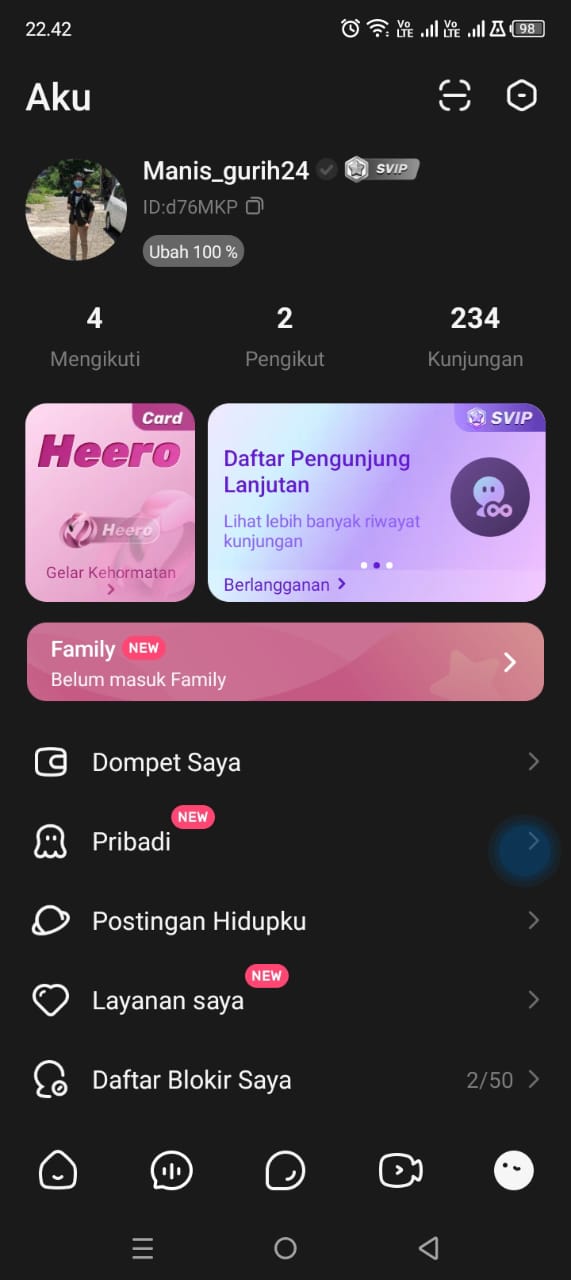 22.42
Vo LTE Vo LTE 98
Aku
Manis_gurih24 SVIP
ID:d76MKP
Ubah 100 %
4 2 234
Mengikuti Pengikut Kunjungan
Card
Heero
Heero
Gelar Kehormatan
SVIP
Daftar Pengunjung
Lanjutan
Lihat lebih banyak riwayat
kunjungan
Berlangganan
Family NEW
Belum masuk Family
Dompet Saya
NEW
Pribadi
Postingan Hidupku
NEW
Layanan saya
Daftar Blokir Saya 2/50